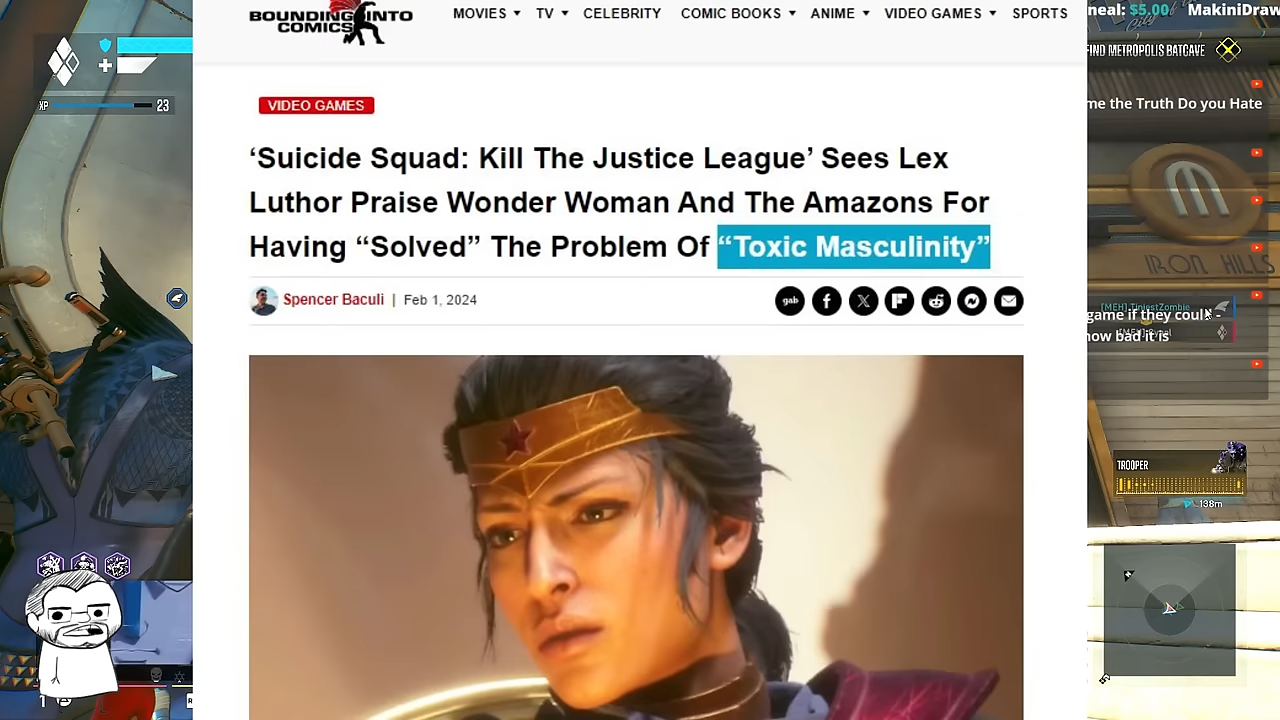 BOUNDING INTO
COMICS
MOVIES TV CELEBRITY COMIC BOOKS ANIME VIDEO GAMES SPORTS
neal: $5.00 MakiniDraw
FIND METROPOLIS BATCAVE
XP 23
VIDEO GAMES
me the Truth Do you Hate
‘Suicide Squad: Kill The Justice League’ Sees Lex
Luthor Praise Wonder Woman And The Amazons For
Having “Solved” The Problem Of “Toxic Masculinity”
Spencer Baculi | Feb 1, 2024
gab
IRON HILLS
[MEH] TiniestZombie
game if they could -
how bad it is
TROOPER
138m
1